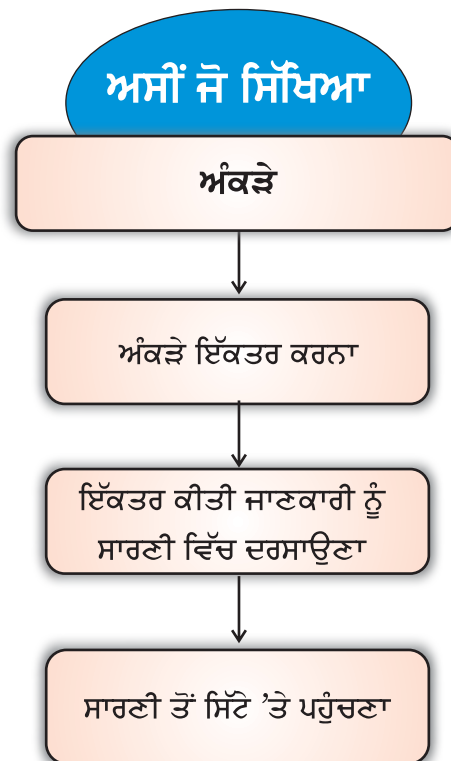 ਅਸੀਂ ਜੋ ਸਿੱਖਿਆ
ਅੰਕੜੇ
ਅੰਕੜੇ ਇੱਕਤਰ ਕਰਨਾ
ਇੱਕਤਰ ਕੀਤੀ ਜਾਣਕਾਰੀ ਨੂੰ
ਸਾਰਣੀ ਵਿੱਚ ਦਰਸਾਉਣਾ
ਸਾਰਣੀ ਤੋਂ ਸਿੱਟੇ ’ਤੇ ਪਹੁੰਚਣਾ